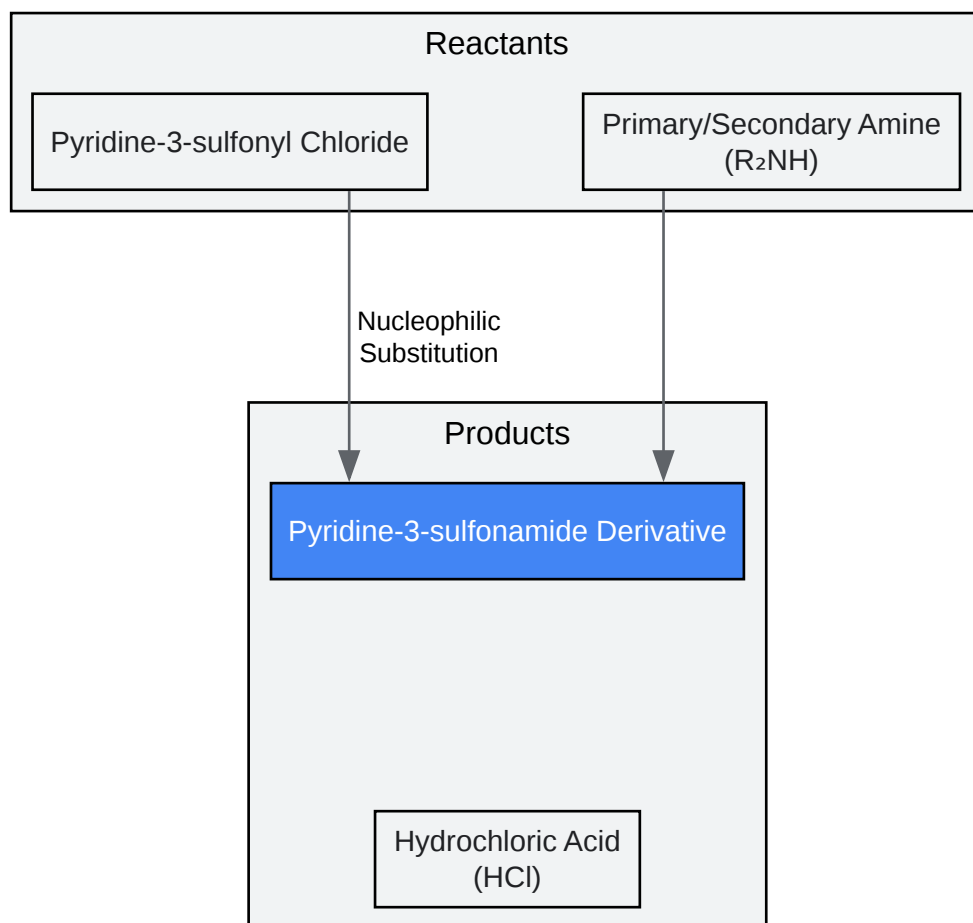 Reactants
Pyridine-3-sulfonyl Chloride
Primary/Secondary Amine
(R₂NH)
Nucleophilic
Substitution
Products
Pyridine-3-sulfonamide Derivative
Hydrochloric Acid
(HCl)